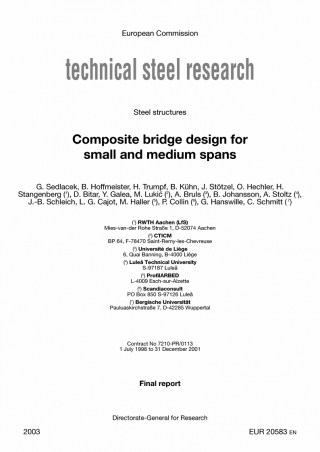 European Commission
technical steel research
Steel structures
Composite bridge design for
small and medium spans
G. Sedlacek, B. Hoffmeister, H. Trumpf, B. Kühn, J. Stötzel, O. Hechler, H.
Stangenberg (¹), D. Bitar, Y. Galea, M. Lukić (²), A. Bruls (³), B. Johansson, A. Stoltz (⁴),
J.-B. Schleich, L. G. Cajot, M. Haller (⁵), P. Collin (⁶), G. Hanswille, C. Schmitt (⁷)
(¹) RWTH Aachen (LfS)
Mies-van der Rohe Straße 1, D-52074 Aachen
(²) CTICM
BP 64, F-78470 Saint-Remy-les-Chevreuse
(³) Université de Liège
6, Quai Banning, B-4000 Liège
(⁴) Luleå Technical University
S-97187 Luleå
(⁵) ProfilARBED
L-4009 Esch-sur-Alzette
(⁶) Scandiaconsult
PO Box 850 S-97126 Luleå
(⁷) Bergische Universität
Pauluskirchstraße 7, D-42285 Wuppertal
Contract No 7210-PR/0113
1 July 1998 to 31 December 2001
Final report
Directorate-General for Research
2003 EUR 20583 EN